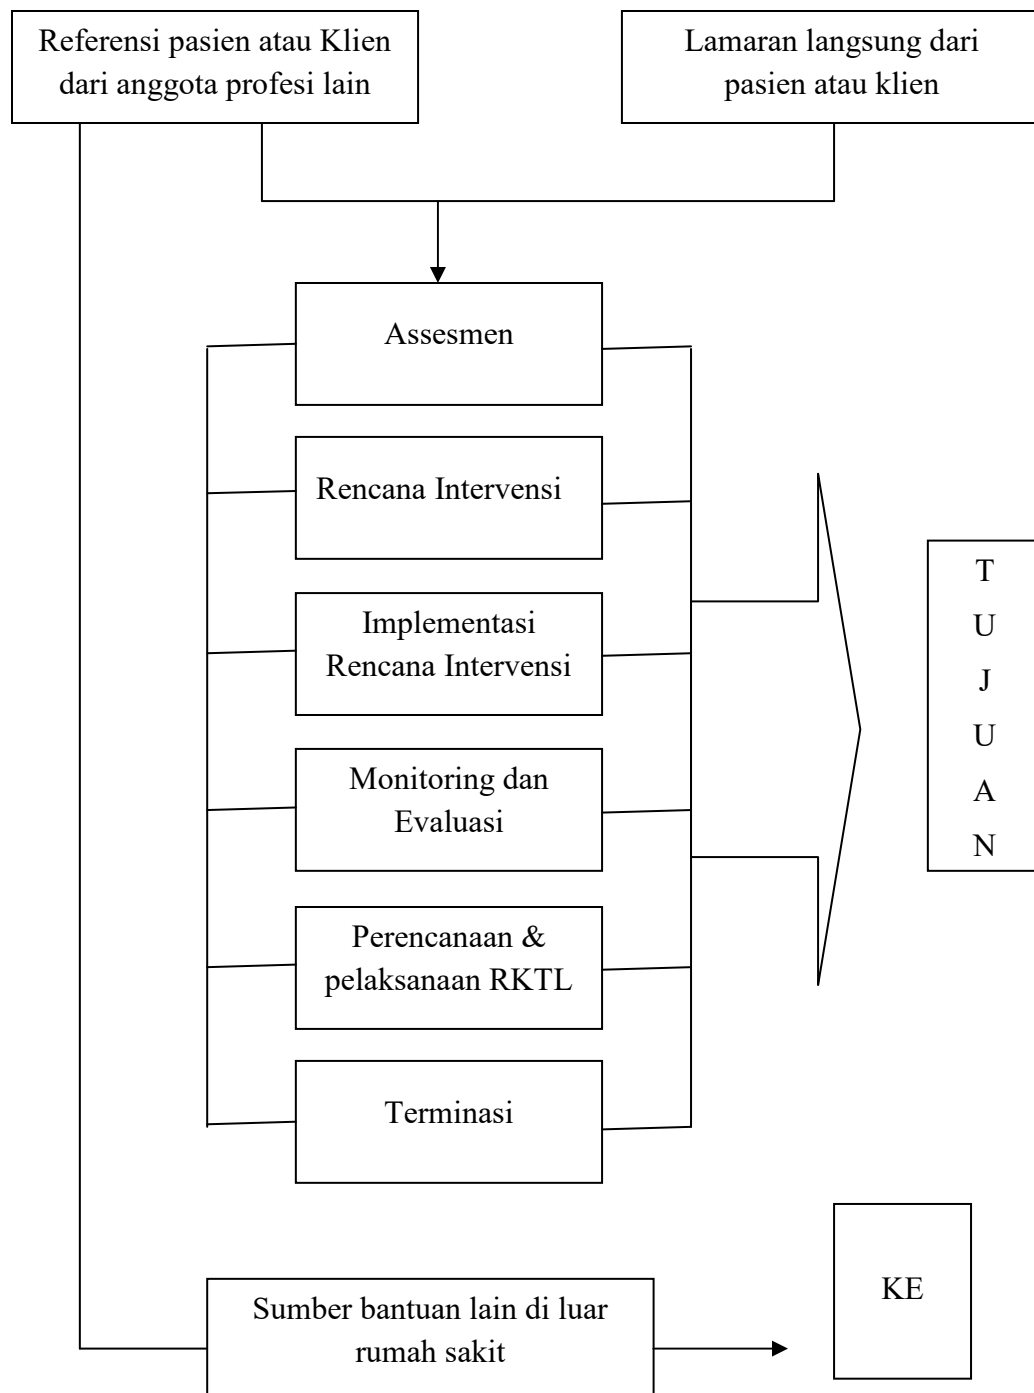 Referensi pasien atau Klien
dari anggota profesi lain
Lamaran langsung dari
pasien atau klien
Assesmen
Rencana Intervensi
Implementasi
Rencana Intervensi
Monitoring dan
Evaluasi
Perencanaan &
pelaksanaan RKTL
Terminasi
T
U
J
U
A
N
KE
Sumber bantuan lain di luar
rumah sakit